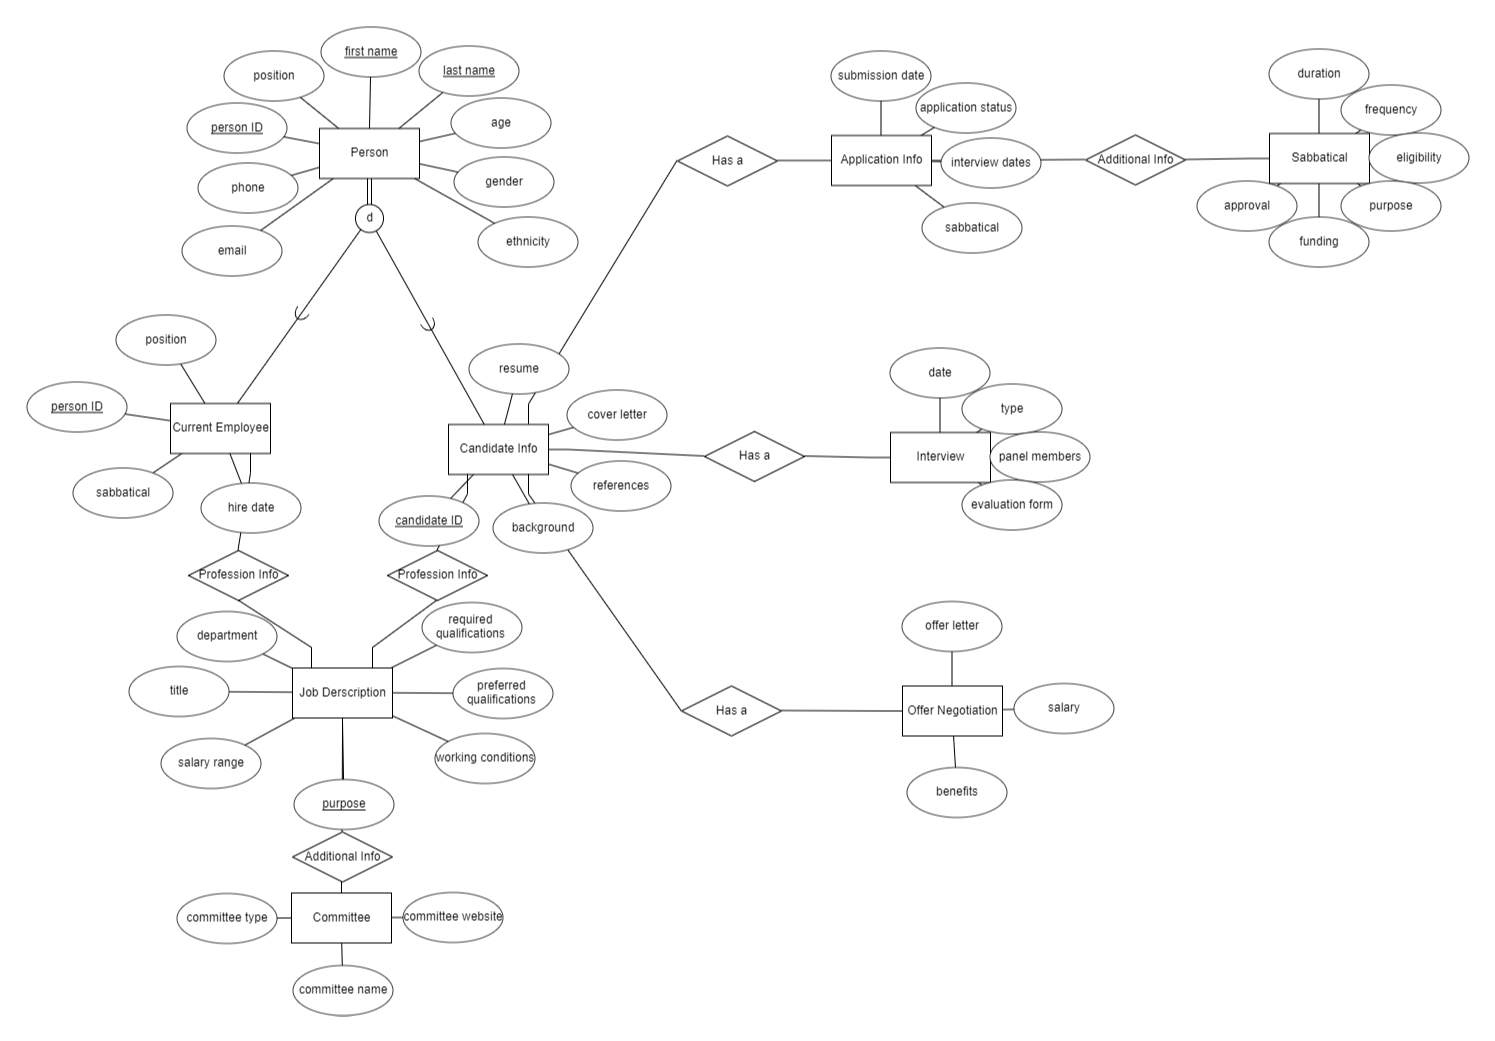 first name
last name
position
person ID
age
Person
phone
gender
email
ethnicity
d
submission date
application status
Has a
Application Info
interview dates
Additional Info
sabbatical
duration
frequency
Sabbatical
eligibility
approval
purpose
funding
position
person ID
Current Employee
sabbatical
hire date
resume
cover letter
Candidate Info
references
candidate ID
background
Has a
date
type
Interview
panel members
evaluation form
Profession Info
Profession Info
department
required
qualifications
title
Job Derscription
preferred
qualifications
salary range
working conditions
purpose
Has a
offer letter
Offer Negotiation
salary
benefits
Additional Info
committee type
Committee
committee website
committee name